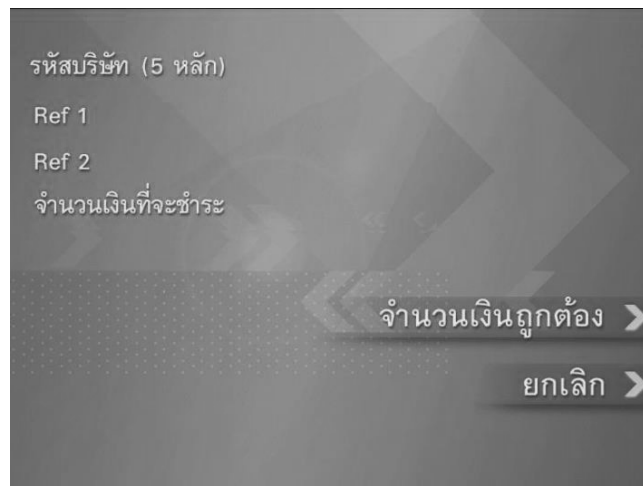 รหัสบริษัท (5 หลัก)
Ref 1
Ref 2
จำนวนเงินที่จะชำระ
จำนวนเงินถูกต้อง
ยกเลิก